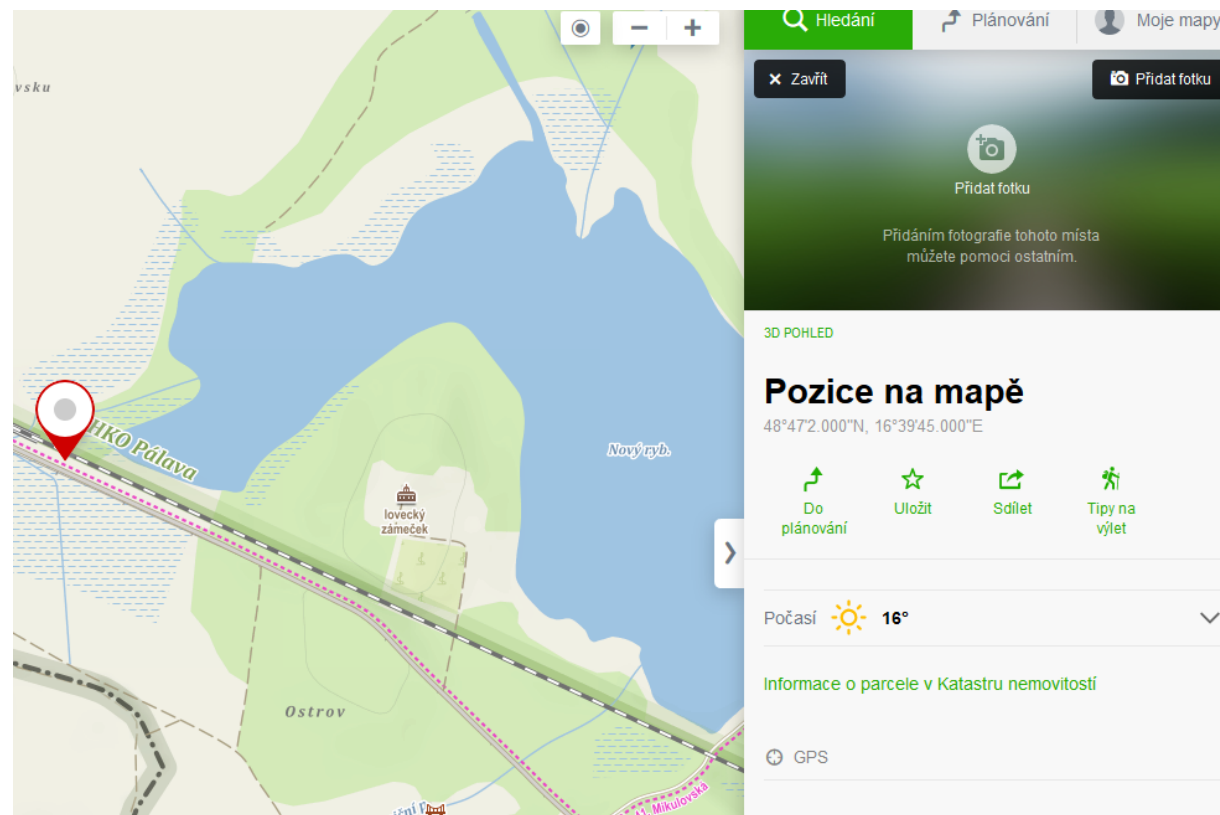 vsku
HKO Pálava
Nový ryb.
lovecký
zámeček
Ostrov
41, Mikulovská
Hledání
Plánování
Moje mapy
Zavřít
Přidat fotku
Přidat fotku
Přidáním fotografie tohoto místa
můžete pomoci ostatním.
3D POHLED
Pozice na mapě
48°47'2.000"N, 16°39'45.000"E
Do
plánování
Uložit
Sdílet
Tipy na
výlet
Počasí
16°
Informace o parcele v Katastru nemovitostí
GPS